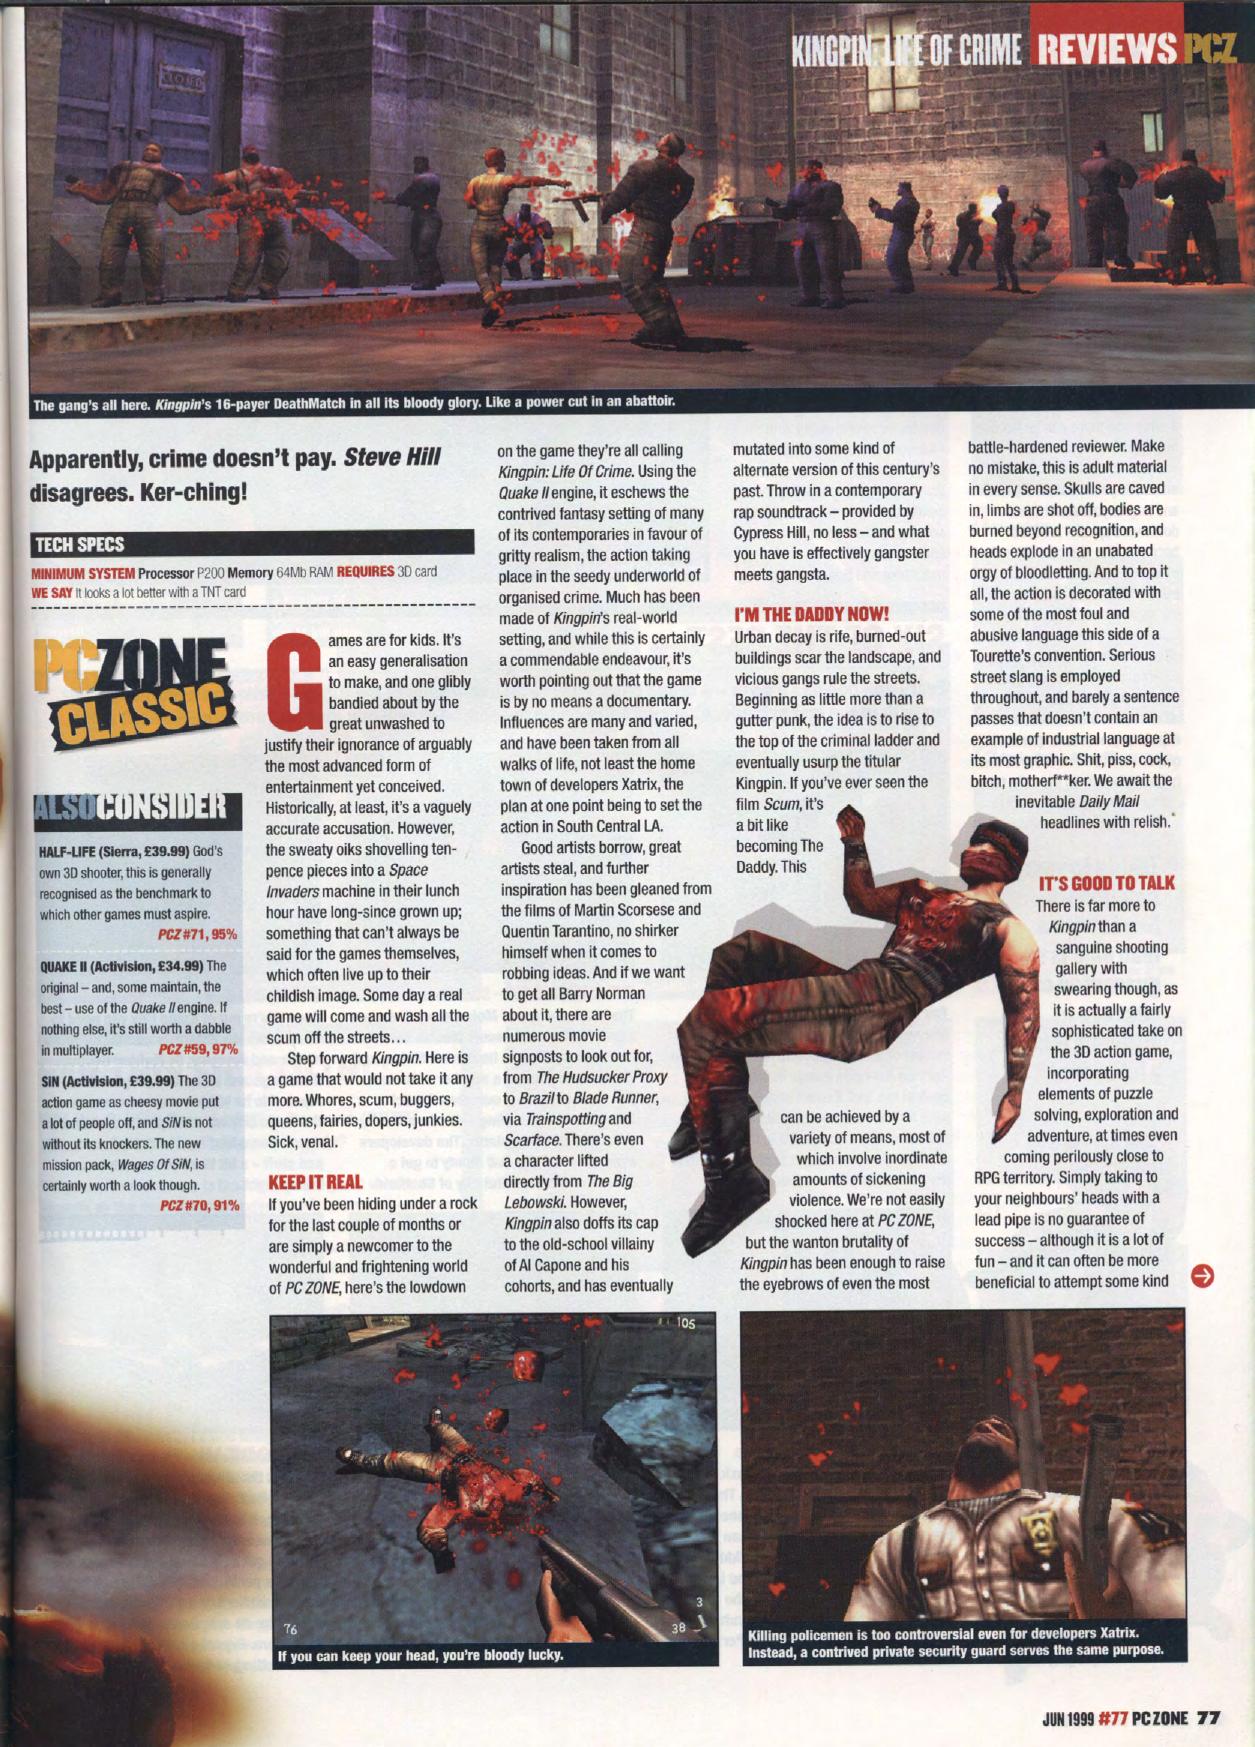 KINGPIN: LIFE OF CRIME REVIEWS PCZ
CLOSED
The gang's all here. Kingpin's 16-payer DeathMatch in all its bloody glory. Like a power cut in an abattoir.
Apparently, crime doesn't pay. Steve Hill
disagrees. Ker-ching!
TECH SPECS
MINIMUM SYSTEM Processor P200 Memory 64Mb RAM REQUIRES 3D card
WE SAY It looks a lot better with a TNT card
PCZONE
CLASSIC
ALSOCONSIDER
HALF-LIFE (Sierra, £39.99) God's
own 3D shooter, this is generally
recognised as the benchmark to
which other games must aspire.
PCZ #71, 95%
QUAKE II (Activision, £34.99) The
original – and, some maintain, the
best – use of the Quake II engine. If
nothing else, it's still worth a dabble
in multiplayer. PCZ #59, 97%
SIN (Activision, £39.99) The 3D
action game as cheesy movie put
a lot of people off, and SiN is not
without its knockers. The new
mission pack, Wages Of SiN, is
certainly worth a look though.
PCZ #70, 91%
Games are for kids. It's
an easy generalisation
to make, and one glibly
bandied about by the
great unwashed to
justify their ignorance of arguably
the most advanced form of
entertainment yet conceived.
Historically, at least, it's a vaguely
accurate accusation. However,
the sweaty oiks shovelling ten-
pence pieces into a Space
Invaders machine in their lunch
hour have long-since grown up;
something that can't always be
said for the games themselves,
which often live up to their
childish image. Some day a real
game will come and wash all the
scum off the streets...
Step forward Kingpin. Here is
a game that would not take it any
more. Whores, scum, buggers,
queens, fairies, dopers, junkies.
Sick, venal.
KEEP IT REAL
If you've been hiding under a rock
for the last couple of months or
are simply a newcomer to the
wonderful and frightening world
of PC ZONE, here's the lowdown
on the game they're all calling
Kingpin: Life Of Crime. Using the
Quake II engine, it eschews the
contrived fantasy setting of many
of its contemporaries in favour of
gritty realism, the action taking
place in the seedy underworld of
organised crime. Much has been
made of Kingpin's real-world
setting, and while this is certainly
a commendable endeavour, it's
worth pointing out that the game
is by no means a documentary.
Influences are many and varied,
and have been taken from all
walks of life, not least the home
town of developers Xatrix, the
plan at one point being to set the
action in South Central LA.
Good artists borrow, great
artists steal, and further
inspiration has been gleaned from
the films of Martin Scorsese and
Quentin Tarantino, no shirker
himself when it comes to
robbing ideas. And if we want
to get all Barry Norman
about it, there are
numerous movie
signposts to look out for,
from The Hudsucker Proxy
to Brazil to Blade Runner,
via Trainspotting and
Scarface. There's even
a character lifted
directly from The Big
Lebowski. However,
Kingpin also doffs its cap
to the old-school villainy
of Al Capone and his
cohorts, and has eventually
mutated into some kind of
alternate version of this century's
past. Throw in a contemporary
rap soundtrack – provided by
Cypress Hill, no less – and what
you have is effectively gangster
meets gangsta.
I'M THE DADDY NOW!
Urban decay is rife, burned-out
buildings scar the landscape, and
vicious gangs rule the streets.
Beginning as little more than a
gutter punk, the idea is to rise to
the top of the criminal ladder and
eventually usurp the titular
Kingpin. If you've ever seen the
film Scum, it's
a bit like
becoming The
Daddy. This
can be achieved by a
variety of means, most of
which involve inordinate
amounts of sickening
violence. We're not easily
shocked here at PC ZONE,
but the wanton brutality of
Kingpin has been enough to raise
the eyebrows of even the most
battle-hardened reviewer. Make
no mistake, this is adult material
in every sense. Skulls are caved
in, limbs are shot off, bodies are
burned beyond recognition, and
heads explode in an unabated
orgy of bloodletting. And to top it
all, the action is decorated with
some of the most foul and
abusive language this side of a
Tourette's convention. Serious
street slang is employed
throughout, and barely a sentence
passes that doesn't contain an
example of industrial language at
its most graphic. Shit, piss, cock,
bitch, motherf**ker. We await the
inevitable Daily Mail
headlines with relish.
IT'S GOOD TO TALK
There is far more to
Kingpin than a
sanguine shooting
gallery with
swearing though, as
it is actually a fairly
sophisticated take on
the 3D action game,
incorporating
elements of puzzle
solving, exploration and
adventure, at times even
coming perilously close to
RPG territory. Simply taking to
your neighbours' heads with a
lead pipe is no guarantee of
success – although it is a lot of
fun – and it can often be more
beneficial to attempt some kind
105
76
3
38
If you can keep your head, you're bloody lucky.
Killing policemen is too controversial even for developers Xatrix.
Instead, a contrived private security guard serves the same purpose.
JUN 1999 #77 PC ZONE 77